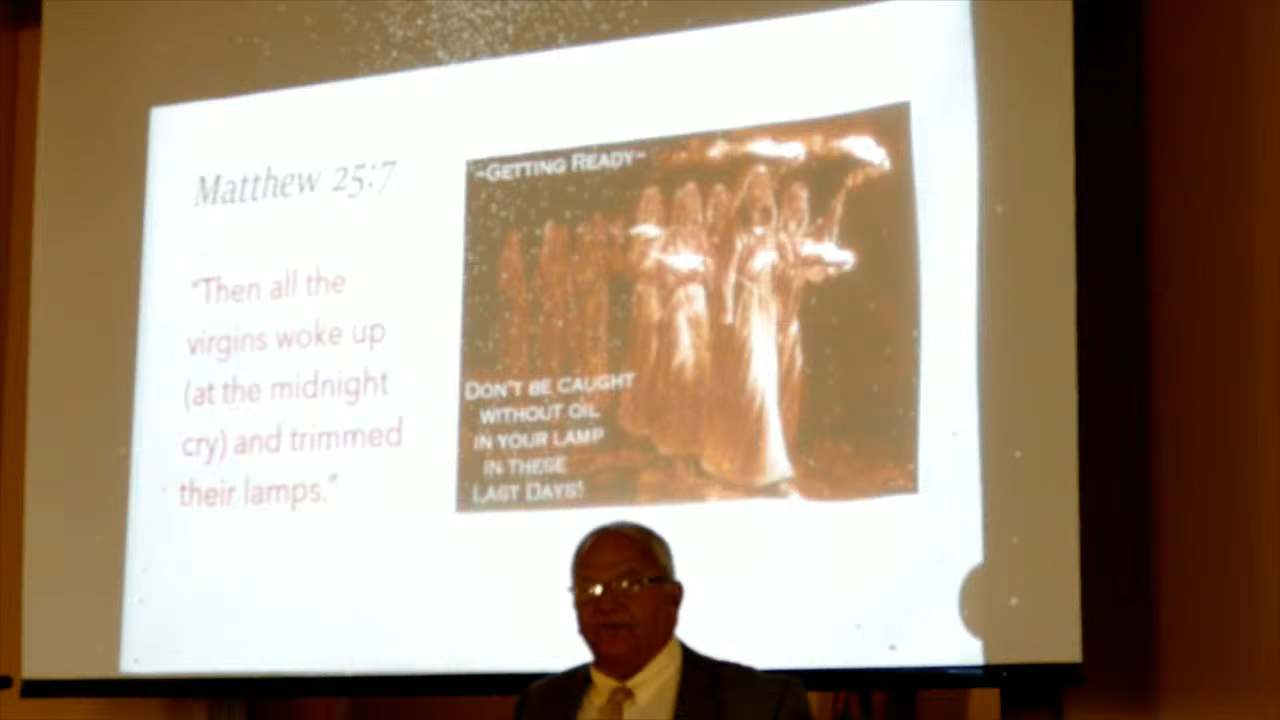 Matthew 25:7
"Then all the
virgins woke up
(at the midnight
cry) and trimmed
their lamps."
~Getting Ready~
Don't be caught
without oil
in your lamp
in these
Last Days!